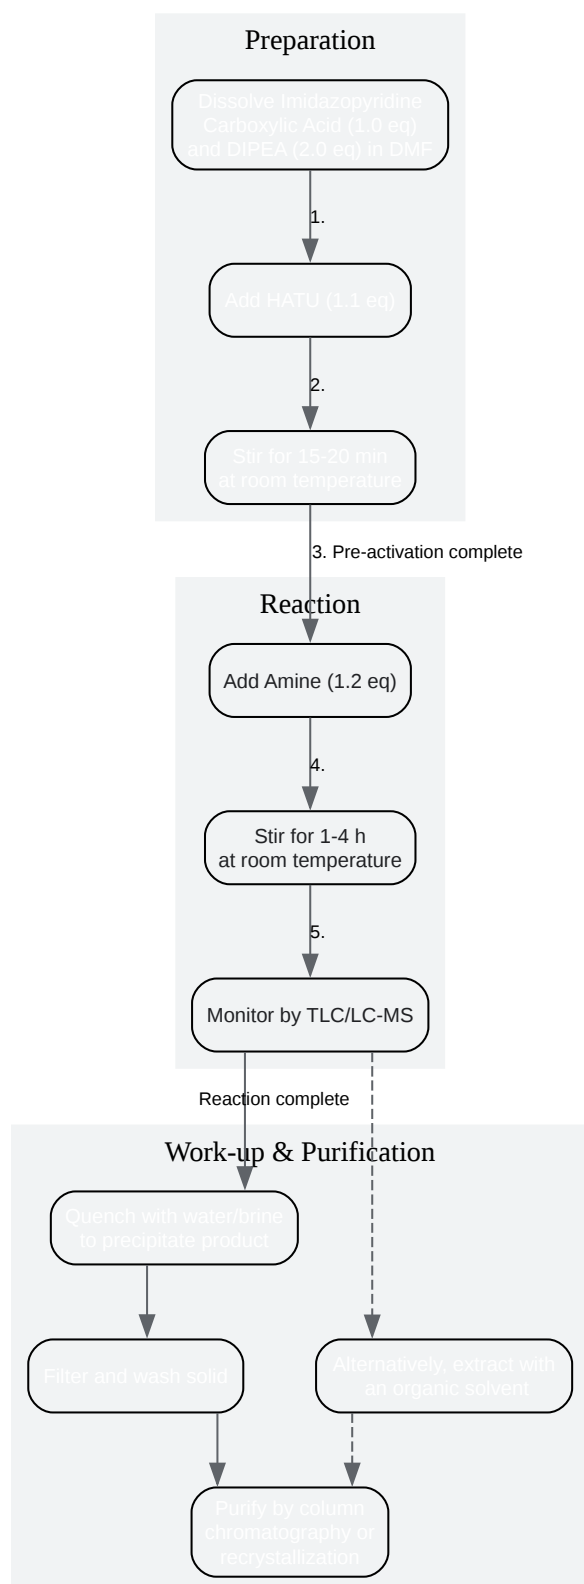 Preparation
Dissolve Imidazopyridine
Carboxylic Acid (1.0 eq)
and DIPEA (2.0 eq) in DMF
1.
Add HATU (1.1 eq)
2.
Stir for 15-20 min
at room temperature
3. Pre-activation complete
Reaction
Add Amine (1.2 eq)
4.
Stir for 1-4 h
at room temperature
5.
Monitor by TLC/LC-MS
Reaction complete
Work-up & Purification
Quench with water/brine
to precipitate product
Filter and wash solid
Alternatively, extract with
an organic solvent
Purify by column
chromatography or
recrystallization